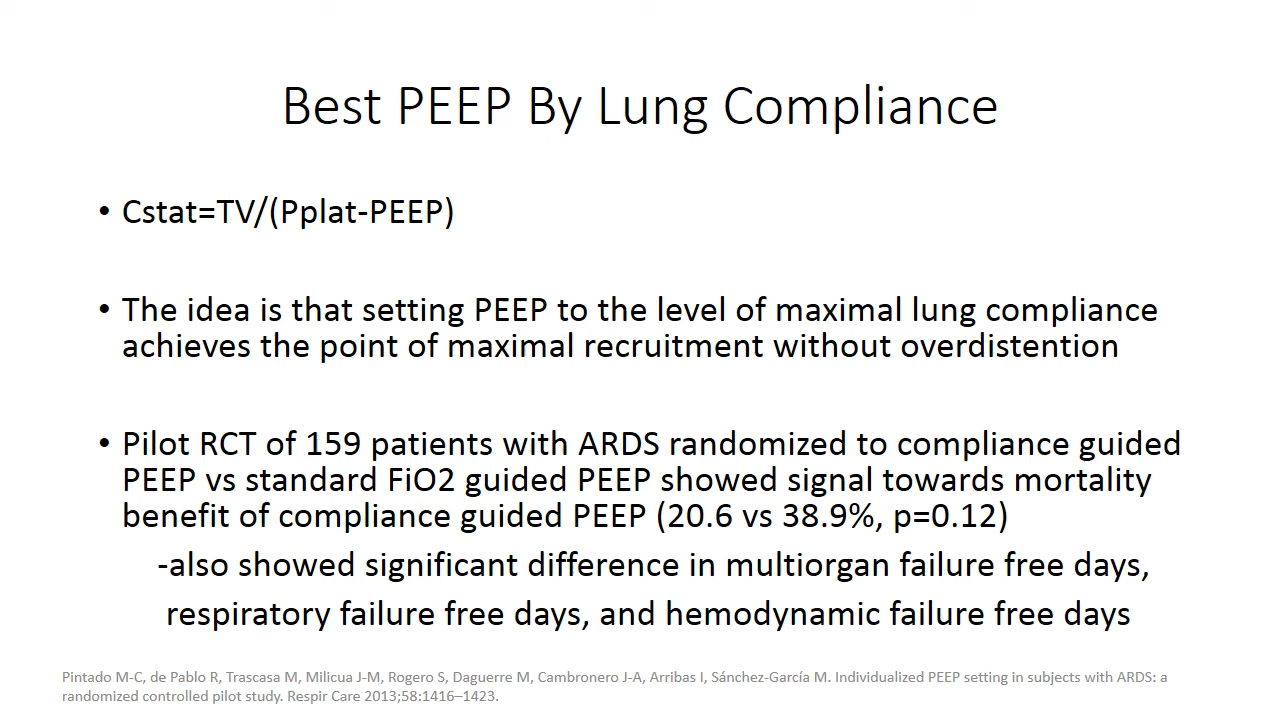 Best PEEP By Lung Compliance
• Cstat=TV/(Pplat-PEEP)
• The idea is that setting PEEP to the level of maximal lung compliance
achieves the point of maximal recruitment without overdistention
• Pilot RCT of 159 patients with ARDS randomized to compliance guided
PEEP vs standard FiO2 guided PEEP showed signal towards mortality
benefit of compliance guided PEEP (20.6 vs 38.9%, p=0.12)
-also showed significant difference in multiorgan failure free days,
respiratory failure free days, and hemodynamic failure free days
Pintado M-C, de Pablo R, Trascasa M, Milicua J-M, Rogero S, Daguerre M, Cambronero J-A, Arribas I, Sánchez-García M. Individualized PEEP setting in subjects with ARDS: a
randomized controlled pilot study. Respir Care 2013;58:1416–1423.